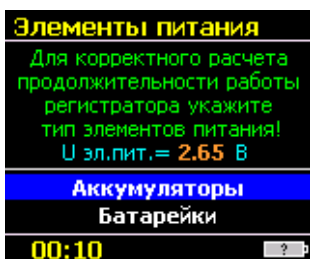 Элементы питания
Для корректного расчета
продолжительности работы
регистратора укажите
тип элементов питания!
U эл.пит.= 2.65 В
Аккумуляторы
Батарейки
00:10 ?